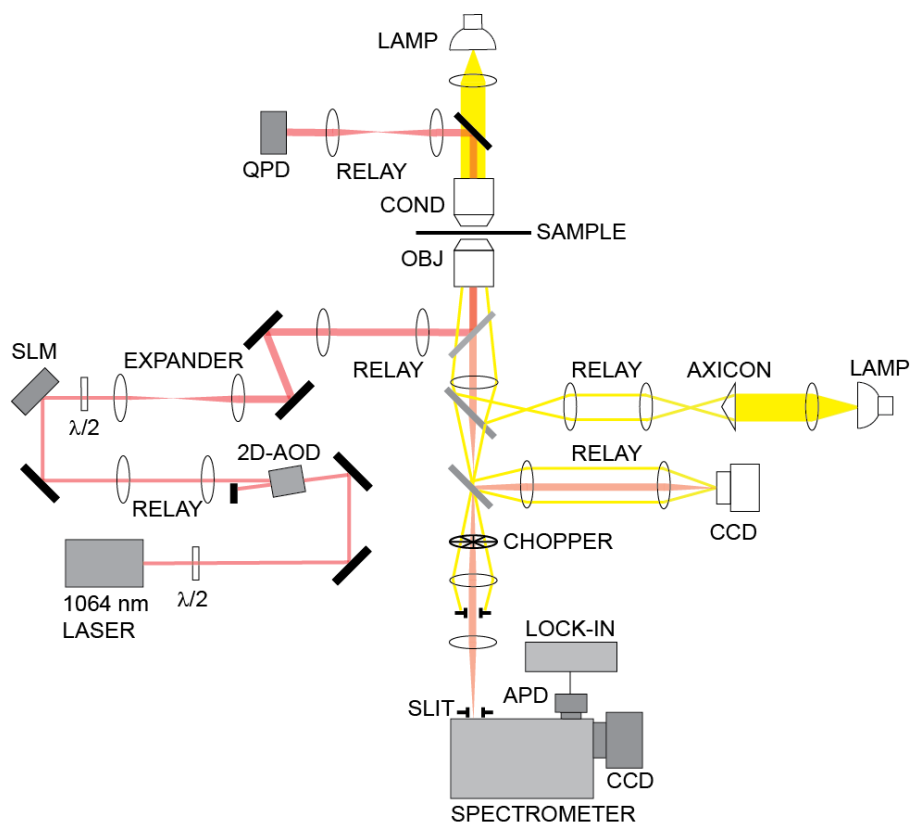 LAMP
QPD
RELAY
COND
SAMPLE
OBJ
SLM
EXPANDER
RELAY
RELAY
AXICON
LAMP
λ/2
2D-AOD
RELAY
RELAY
CCD
CHOPPER
1064 nm
LASER
λ/2
LOCK-IN
APD
SLIT
CCD
SPECTROMETER